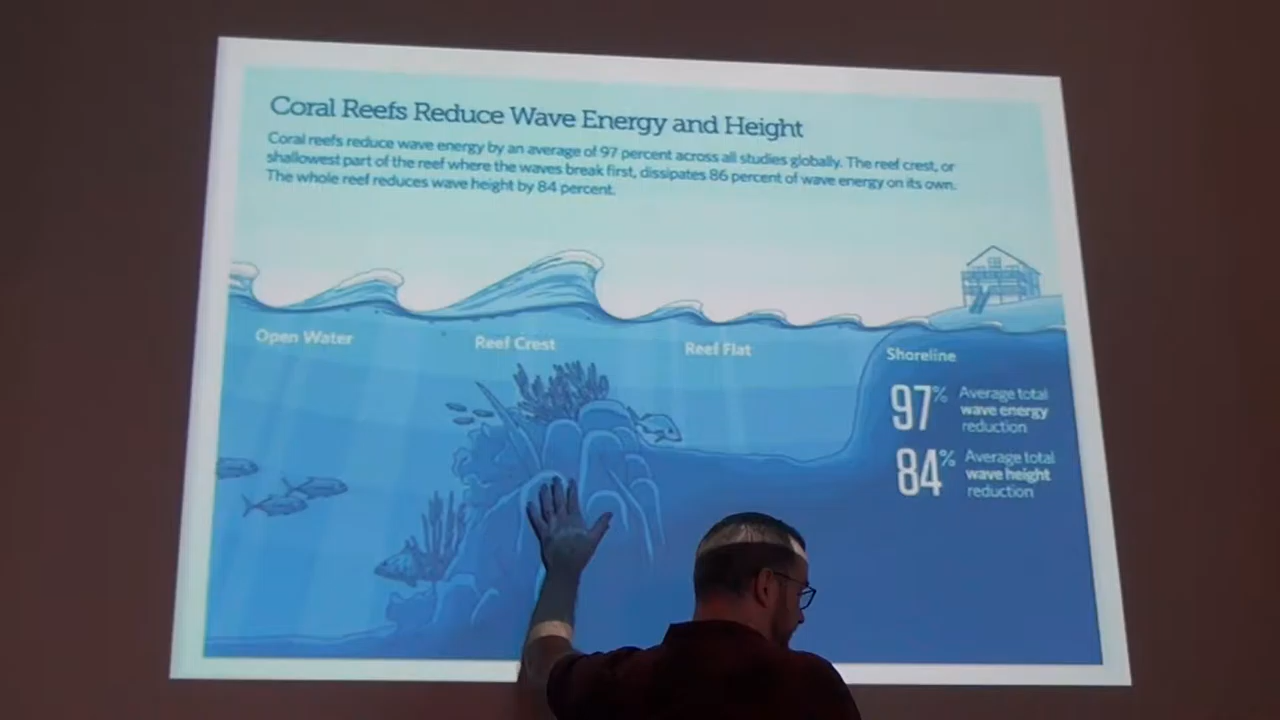 Coral Reefs Reduce Wave Energy and Height
Coral reefs reduce wave energy by an average of 97 percent across all studies globally. The reef crest, or
shallowest part of the reef where the waves break first, dissipates 86 percent of wave energy on its own.
The whole reef reduces wave height by 84 percent.
Open Water
Reef Crest
Reef Flat
Shoreline
97% Average total
wave energy
reduction
84% Average total
wave height
reduction